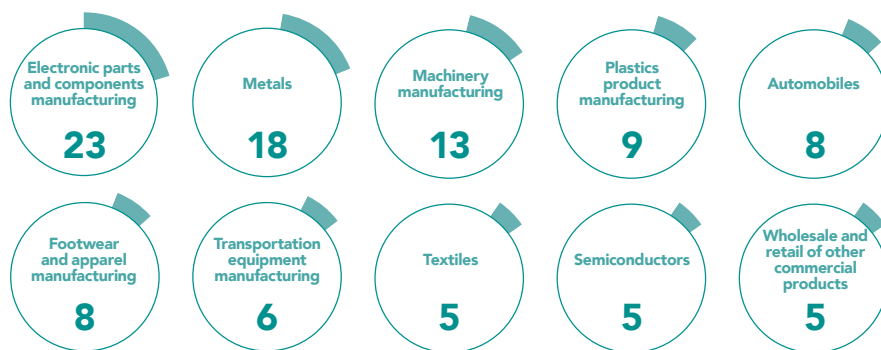 Electronic parts
and components
manufacturing
23
Metals
18
Machinery
manufacturing
13
Plastics
product
manufacturing
9
Automobiles
8
Footwear
and apparel
manufacturing
8
Transportation
equipment
manufacturing
6
Textiles
5
Semiconductors
5
Wholesale and
retail of other
commercial
products
5